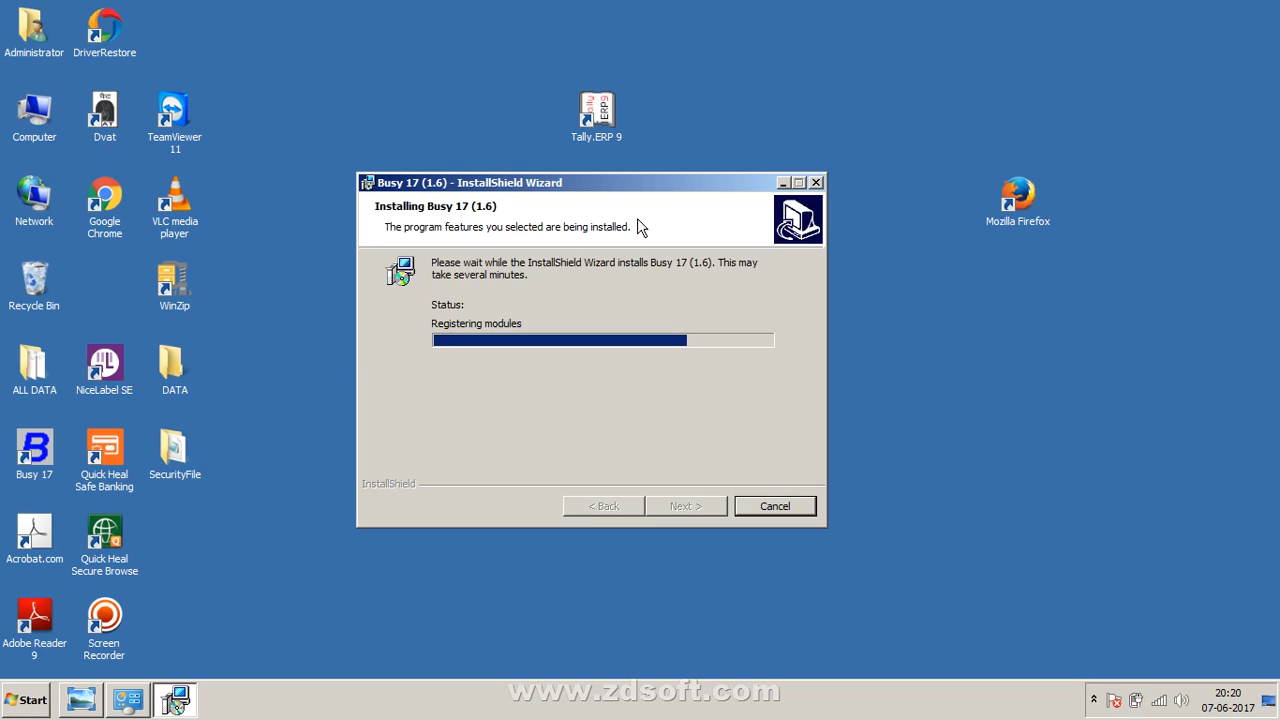 Administrator
DriverRestore
Computer
Dvat
TeamViewer
11
Tally.ERP 9
Network
Google
Chrome
VLC media
player
Mozilla Firefox
Recycle Bin
WinZip
ALL DATA
NiceLabel SE
DATA
Busy 17
Quick Heal
Safe Banking
SecurityFile
Acrobat.com
Quick Heal
Secure Browse
Adobe Reader
9
Screen
Recorder
Busy 17 (1.6) - InstallShield Wizard
Installing Busy 17 (1.6)
The program features you selected are being installed.
Please wait while the InstallShield Wizard installs Busy 17 (1.6). This may
take several minutes.
Status:
Registering modules
InstallShield
< Back
Next >
Cancel
Start
www.zdsoft.com
20:20
07-06-2017